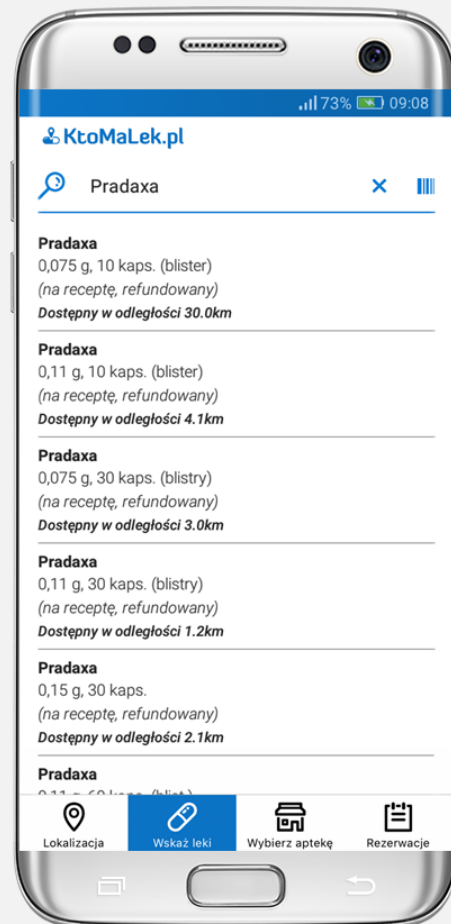 73% 09:08
KtoMaLek.pl
Pradaxa
Pradaxa
0,075 g, 10 kaps. (blister)
(na receptę, refundowany)
Dostępny w odległości 30.0km
Pradaxa
0,11 g, 10 kaps. (blister)
(na receptę, refundowany)
Dostępny w odległości 4.1km
Pradaxa
0,075 g, 30 kaps. (blistry)
(na receptę, refundowany)
Dostępny w odległości 3.0km
Pradaxa
0,11 g, 30 kaps. (blistry)
(na receptę, refundowany)
Dostępny w odległości 1.2km
Pradaxa
0,15 g, 30 kaps.
(na receptę, refundowany)
Dostępny w odległości 2.1km
Pradaxa
Lokalizacja Wskaż leki Wybierz aptekę Rezerwacje